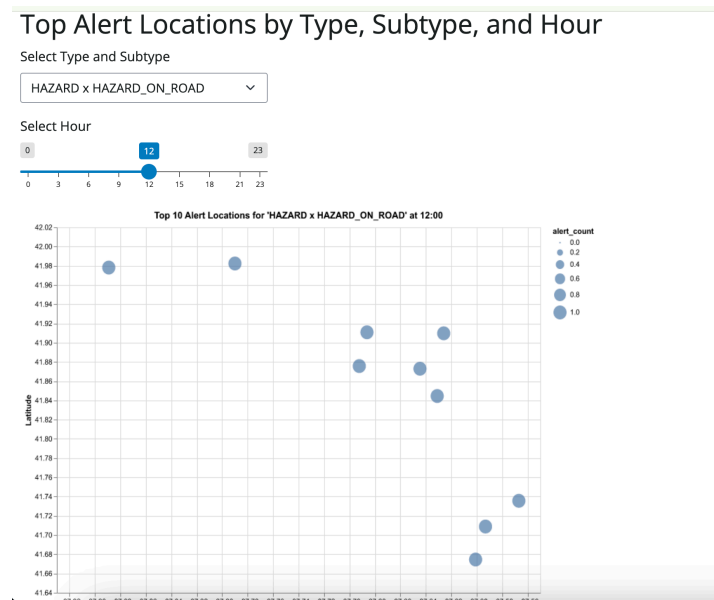 Top Alert Locations by Type, Subtype, and Hour
Select Type and Subtype
HAZARD x HAZARD_ON_ROAD
Select Hour
0 12 23
0 3 6 9 12 15 18 21 23
Top 10 Alert Locations for 'HAZARD x HAZARD_ON_ROAD' at 12:00
alert_count
0.0
0.2
0.4
0.6
0.8
1.0
Latitude
42.02
42.00
41.98
41.96
41.94
41.92
41.90
41.88
41.86
41.84
41.82
41.80
41.78
41.76
41.74
41.72
41.70
41.68
41.66
41.64